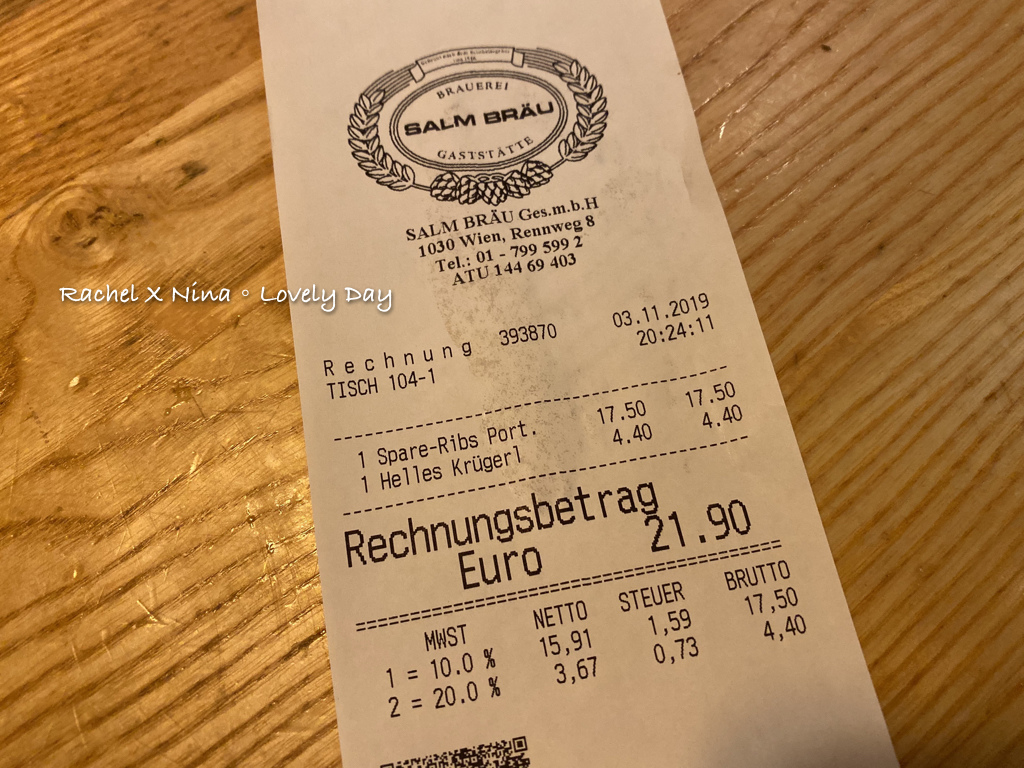 BRAUEREI
SALM BRÄU
GASTSTÄTTE
SALM BRÄU Ges.m.b.H
1030 Wien, Rennweg 8
Tel.: 01 - 799 599 2
ATU 144 69 403
Rachel X Nina。Lovely Day
Rechnung 393870 03.11.2019
TISCH 104-1 20:24:11
1 Spare-Ribs Port. 17.50 17.50
1 Helles Krügerl 4.40 4.40
Rechnungsbetrag
Euro 21.90
MWST NETTO STEUER BRUTTO
1 = 10.0 % 15,91 1,59 17,50
2 = 20.0 % 3,67 0,73 4,40